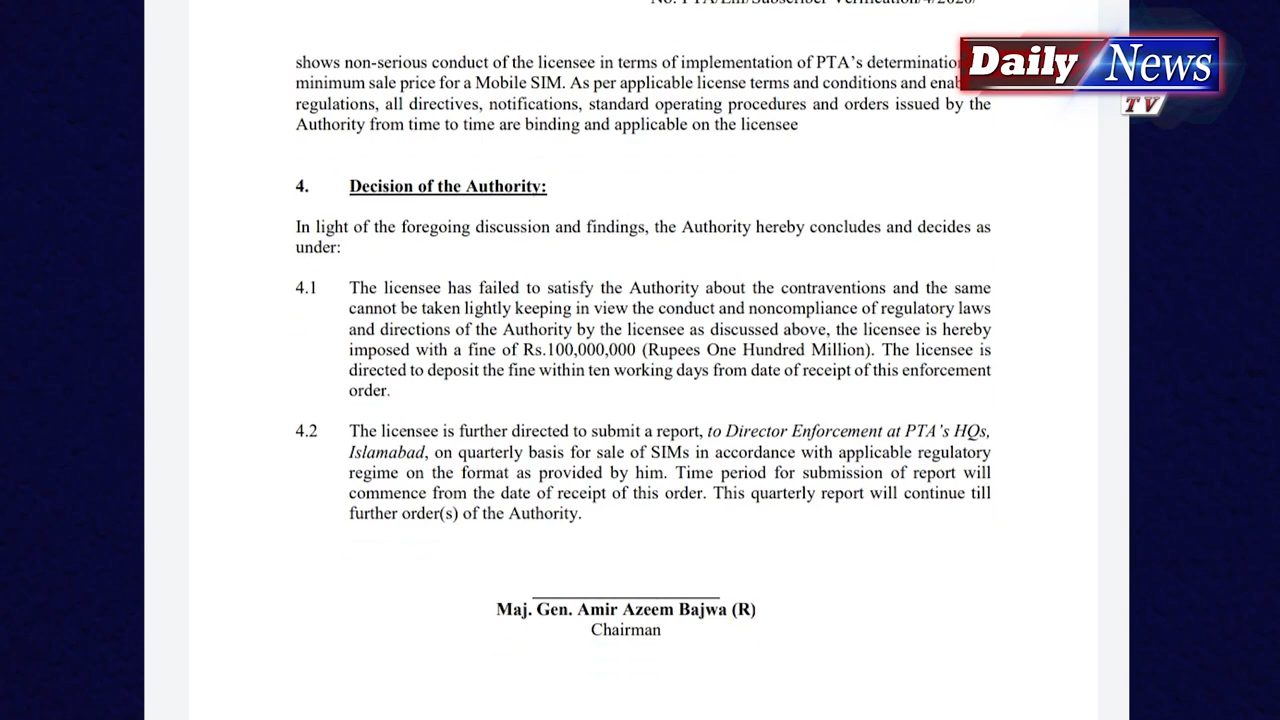 shows non-serious conduct of the licensee in terms of implementation of PTA's
minimum sale price for a Mobile SIM. As per applicable license terms and conditions and
regulations, all directives, notifications, standard operating procedures and orders issued by the
Authority from time to time are binding and applicable on the licensee
Daily News
TV
4. Decision of the Authority:
In light of the foregoing discussion and findings, the Authority hereby concludes and decides as
under:
4.1 The licensee has failed to satisfy the Authority about the contraventions and the same
cannot be taken lightly keeping in view the conduct and noncompliance of regulatory laws
and directions of the Authority by the licensee as discussed above, the licensee is hereby
imposed with a fine of Rs.100,000,000 (Rupees One Hundred Million). The licensee is
directed to deposit the fine within ten working days from date of receipt of this enforcement
order.
4.2 The licensee is further directed to submit a report, to Director Enforcement at PTA's HQs,
Islamabad, on quarterly basis for sale of SIMs in accordance with applicable regulatory
regime on the format as provided by him. Time period for submission of report will
commence from the date of receipt of this order. This quarterly report will continue till
further order(s) of the Authority.
Maj. Gen. Amir Azeem Bajwa (R)
Chairman